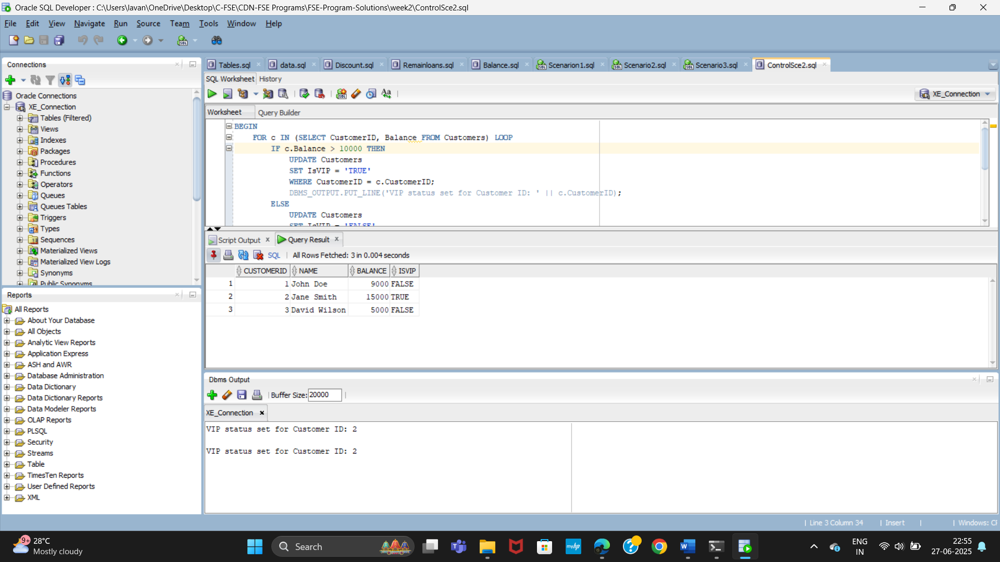 Oracle SQL Developer : C:\Users\lavan\OneDrive\Desktop\C-FSE\CDN-FSE Programs\FSE-Program-Solutions\week2\ControlSce2.sql
File Edit View Navigate Run Source Team Tools Window Help
Connections
Oracle Connections
XE_Connection
Tables (Filtered)
Views
Indexes
Packages
Procedures
Functions
Operators
Queues
Queues Tables
Triggers
Types
Sequences
Materialized Views
Materialized View Logs
Synonyms
Public Synonyms
Reports
All Reports
About Your Database
All Objects
Analytic View Reports
Application Express
ASH and AWR
Database Administration
Data Dictionary
Data Dictionary Reports
Data Modeler Reports
OLAP Reports
PLSQL
Security
Streams
Table
TimesTen Reports
User Defined Reports
XML
Tables.sql data.sql Discount.sql Remainloans.sql Balance.sql Scenarion1.sql Scenario2.sql Scenario3.sql ControlSce2.sql
SQL Worksheet History
XE_Connection
Worksheet Query Builder
BEGIN
FOR c IN (SELECT CustomerID, Balance FROM Customers) LOOP
IF c.Balance > 10000 THEN
UPDATE Customers
SET IsVIP = 'TRUE'
WHERE CustomerID = c.CustomerID;
DBMS_OUTPUT.PUT_LINE('VIP status set for Customer ID: ' || c.CustomerID);
ELSE
UPDATE Customers
SET IsVIP = 'FALSE'
Script Output Query Result
SQL All Rows Fetched: 3 in 0.004 seconds
CUSTOMERID NAME BALANCE ISVIP
1 1 John Doe 9000 FALSE
2 2 Jane Smith 15000 TRUE
3 3 David Wilson 5000 FALSE
Dbms Output
Buffer Size: 20000
XE_Connection
VIP status set for Customer ID: 2
VIP status set for Customer ID: 2
Line 3 Column 34 Insert Windows: CF
9+ 28°C
Mostly cloudy
Search
myhp
ENG
IN
22:55
27-06-2025